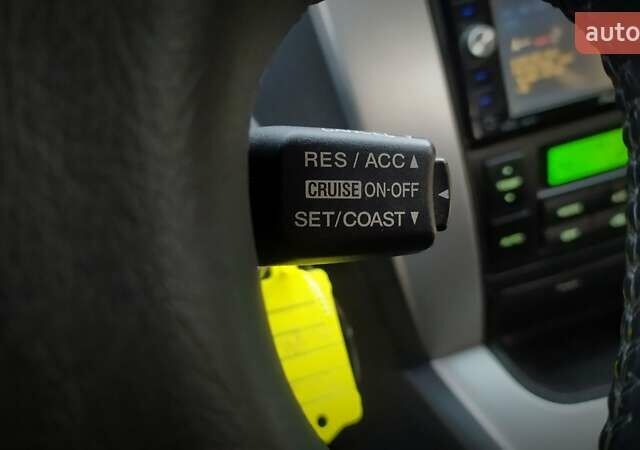 auto
RES / ACC ▲
CRUISE ON-OFF ◀
SET/COAST ▼